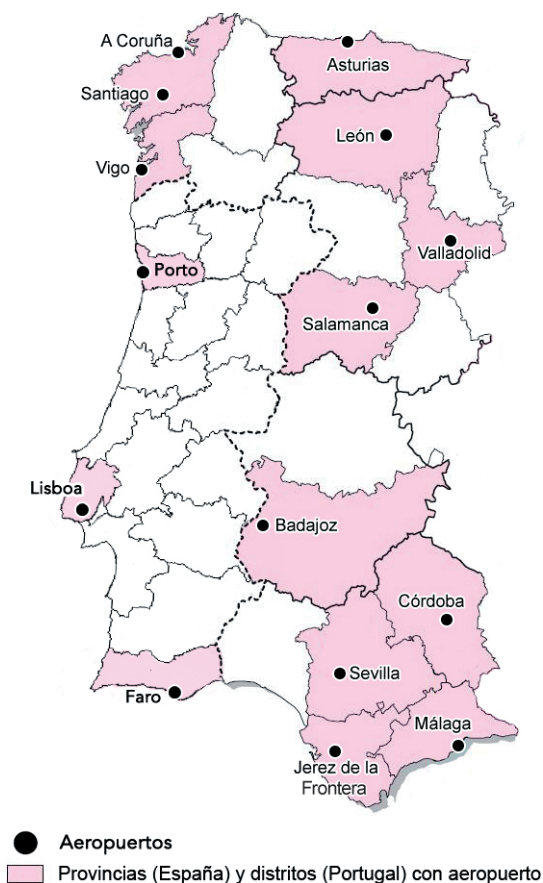 A Coruña
Asturias
Santiago
León
Vigo
Valladolid
Porto
Salamanca
Lisboa
Badajoz
Córdoba
Sevilla
Faro
Málaga
Jerez de la
Frontera
Aeropuertos
Provincias (España) y distritos (Portugal) con aeropuerto